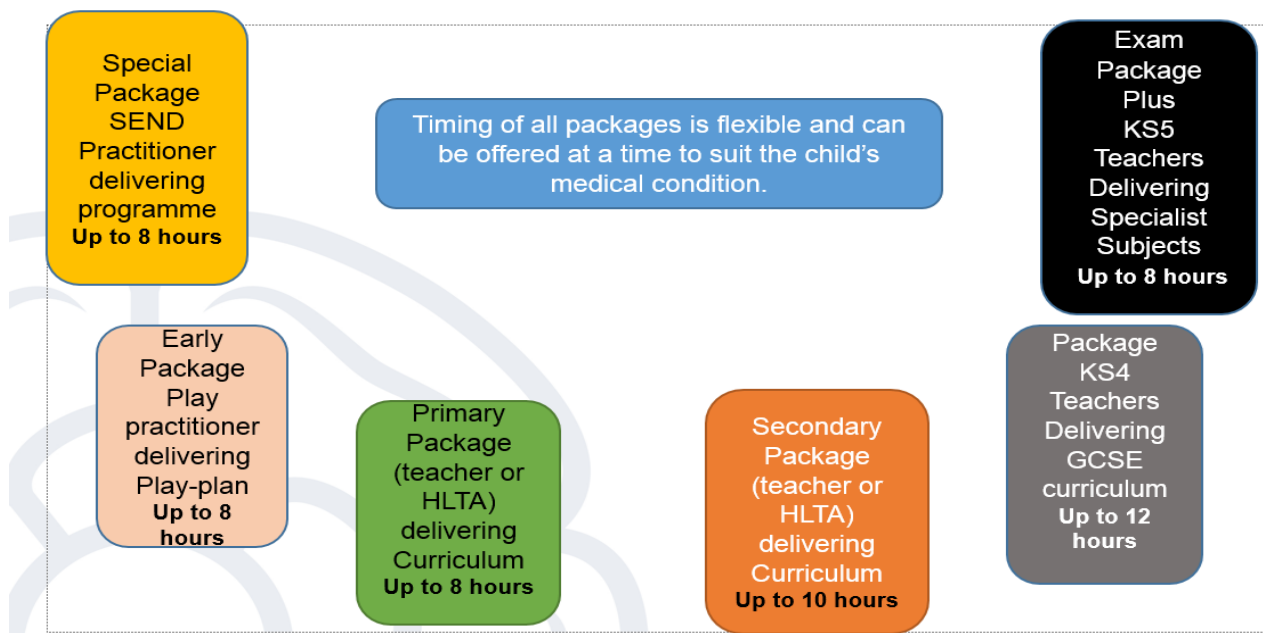 Special
Package
SEND
Practitioner
delivering
programme
Up to 8 hours
Timing of all packages is flexible and can
be offered at a time to suit the child's
medical condition.
Exam
Package
Plus
KS5
Teachers
Delivering
Specialist
Subjects
Up to 8 hours
Early
Package
Play
practitioner
delivering
Play-plan
Up to 8
hours
Primary
Package
(teacher or
HLTA)
delivering
Curriculum
Up to 8 hours
Secondary
Package
(teacher or
HLTA)
delivering
Curriculum
Up to 10 hours
Package
KS4
Teachers
Delivering
GCSE
curriculum
Up to 12
hours